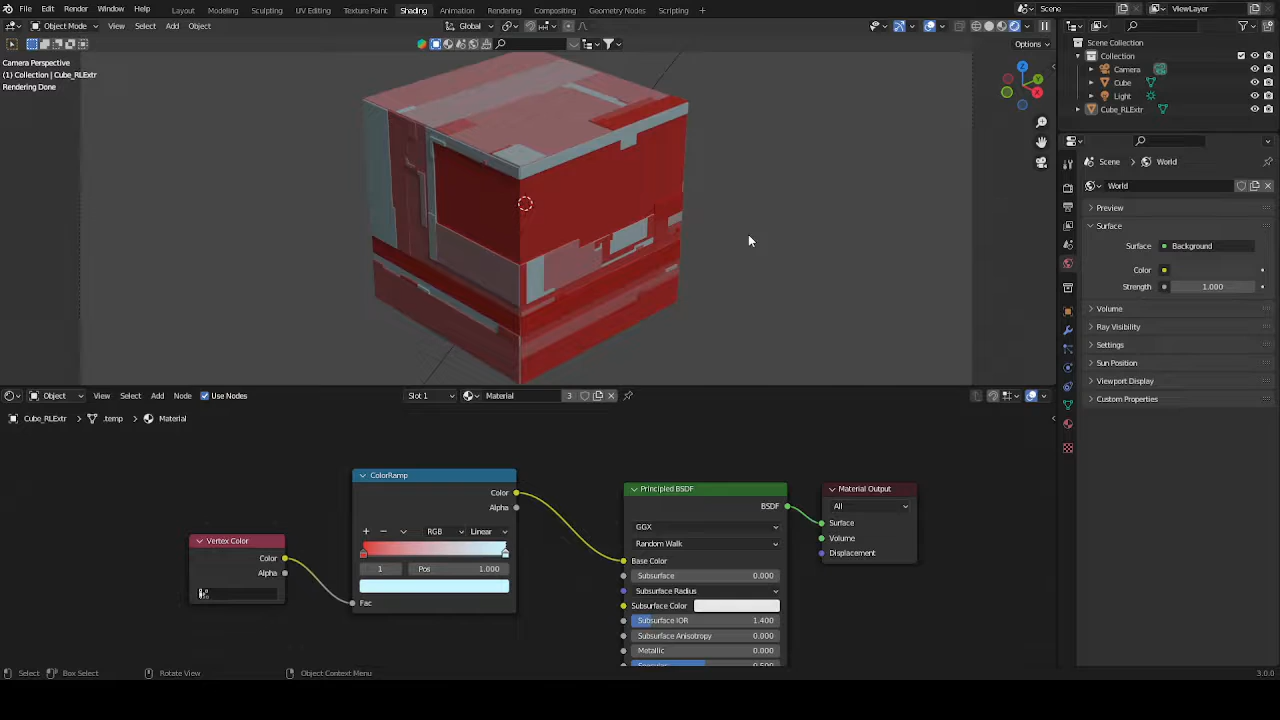 File Edit Render Window Help Layout Modeling Sculpting UV Editing Texture Paint Shading Animation Rendering Compositing Geometry Nodes Scripting + Scene ViewLayer
Object Mode View Select Add Object Global
Options
Camera Perspective
(1) Collection | Cube_RLExtr
Rendering Done
Z
Y
X
Scene Collection
Collection
Camera
Cube
Light
Cube_RLExtr
Scene > World
World
Preview
Surface
Surface Background
Color
Strength 1.000
Volume
Ray Visibility
Settings
Sun Position
Viewport Display
Custom Properties
Object View Select Add Node Use Nodes Slot 1 Material 3
Cube_RLExtr > .temp > Material
Vertex Color
Color
Alpha
ColorRamp
Color
Alpha
+ − RGB Linear
1 Pos 1.000
Fac
Principled BSDF
BSDF
GGX
Random Walk
Base Color
Subsurface 0.000
Subsurface Radius
Subsurface Color
Subsurface IOR 1.400
Subsurface Anisotropy 0.000
Metallic 0.000
Material Output
All
Surface
Volume
Displacement
Select Box Select Rotate View Object Context Menu 3.0.0